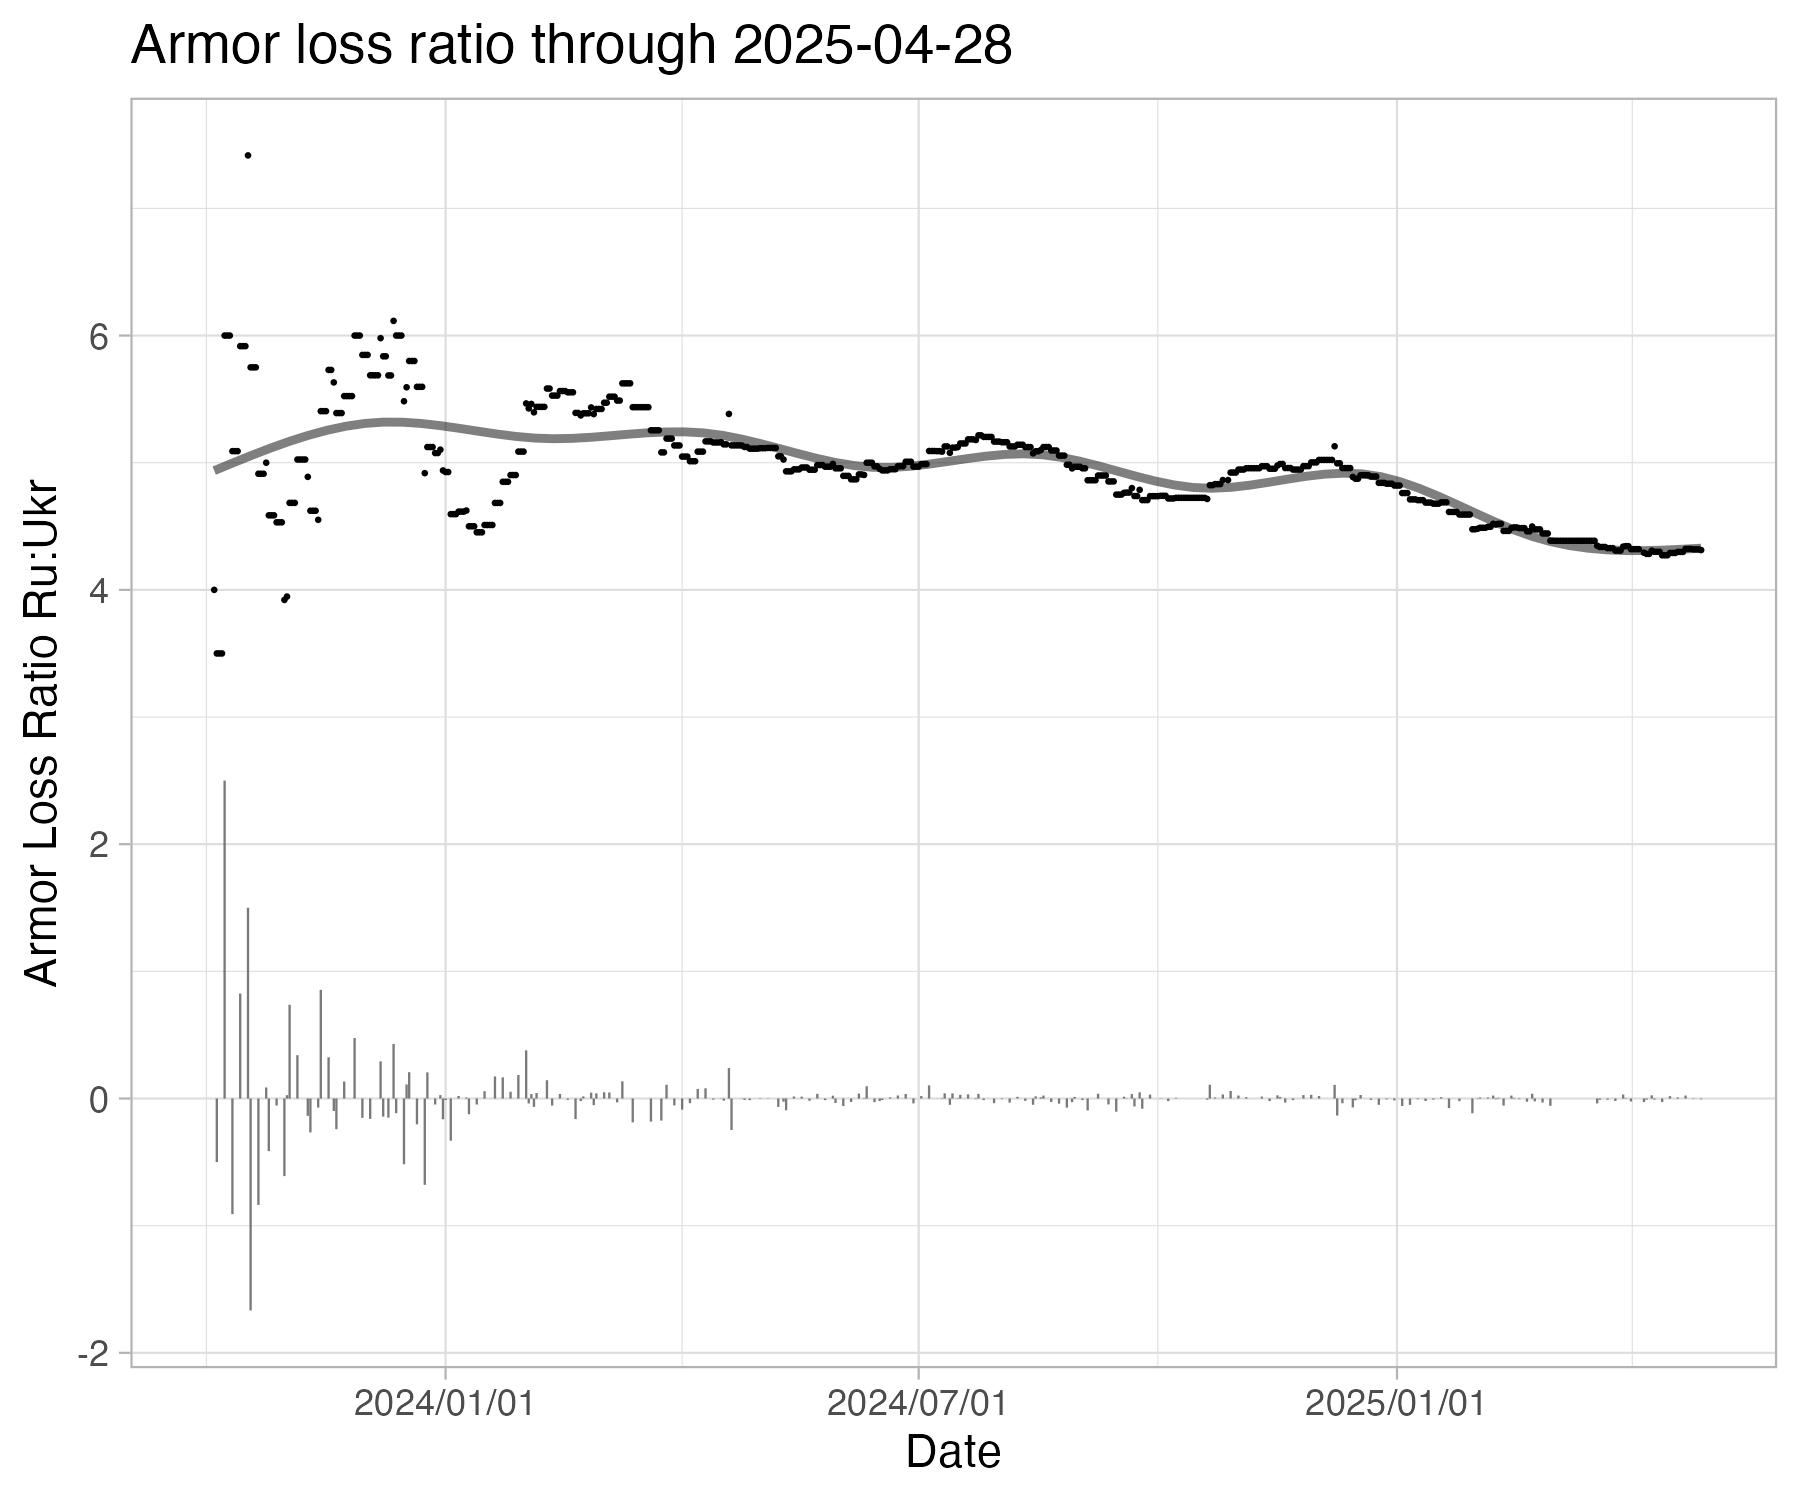 Armor loss ratio through 2025-04-28
Armor Loss Ratio Ru:Ukr
6
4
2
0
-2
2024/01/01
2024/07/01
2025/01/01
Date